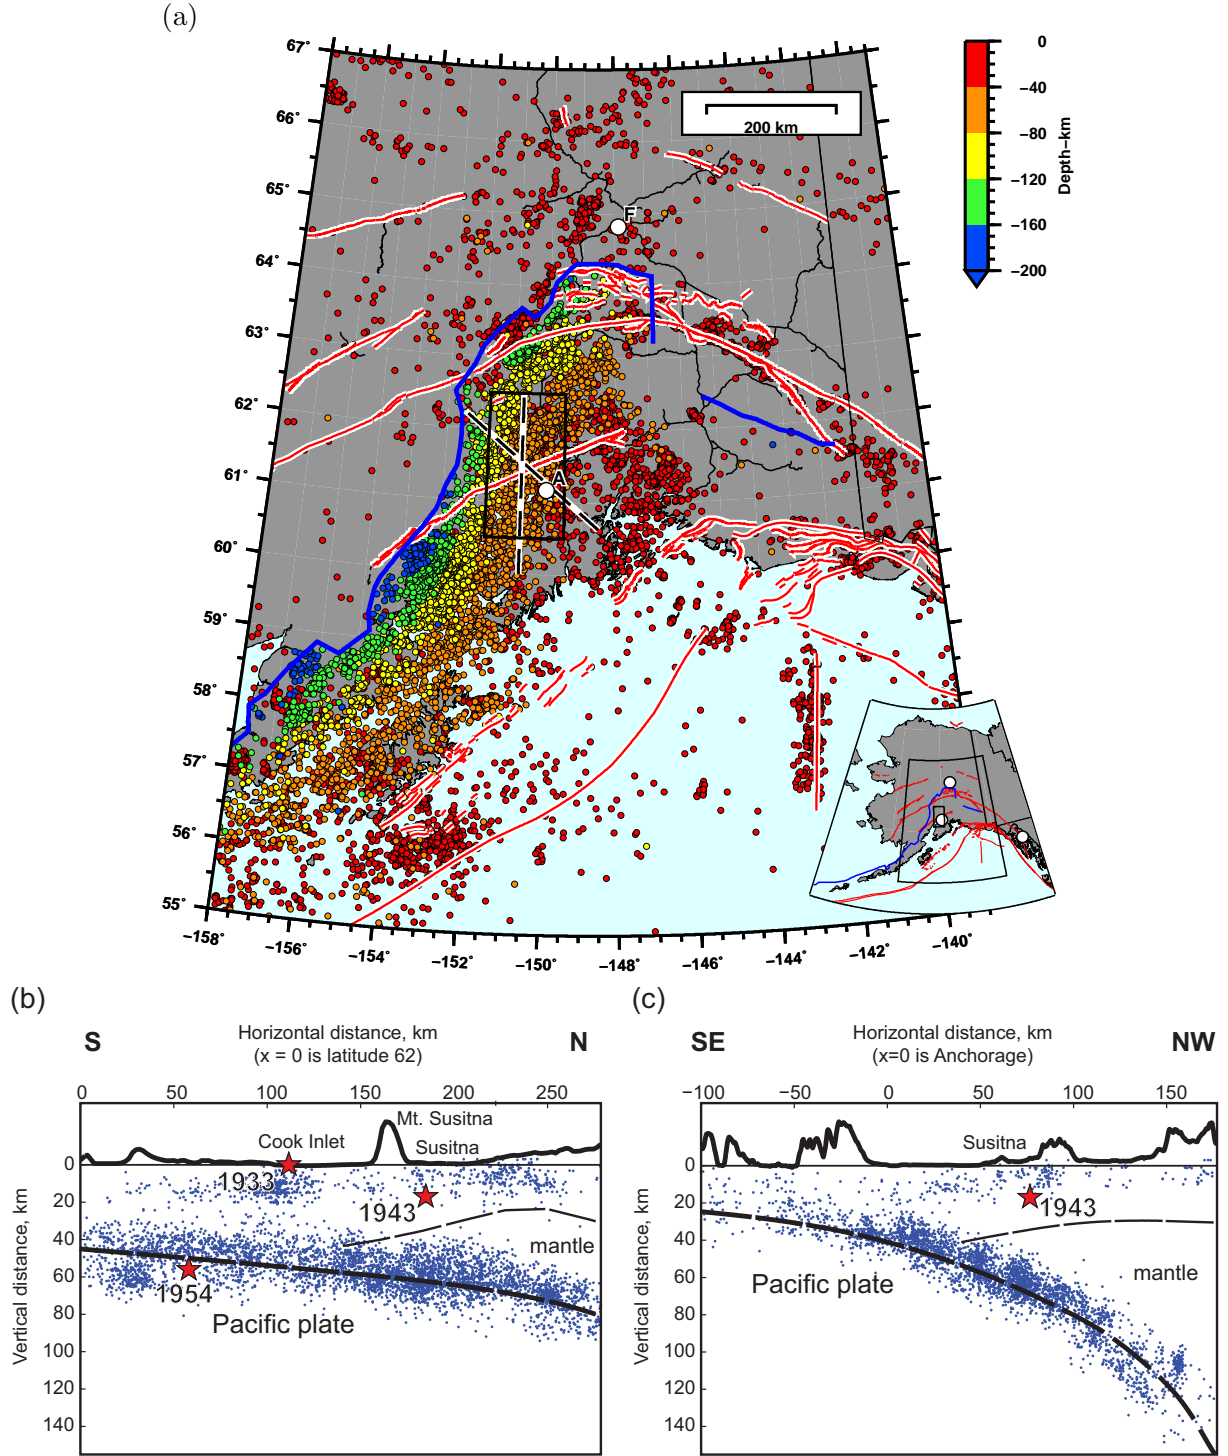 (a)
67°
66°
65°
64°
63°
62°
61°
60°
59°
58°
57°
56°
55°
−158°
−156°
−154°
−152°
−150°
−148°
−146°
−144°
−142°
−140°
200 km
F
A
0
−40
−80
−120
−160
−200
Depth−km
(b)
S
Horizontal distance, km
(x = 0 is latitude 62)
N
0 50 100 150 200 250
Mt. Susitna
Cook Inlet
Susitna
1933
1943
mantle
1954
Pacific plate
Vertical distance, km
0
20
40
60
80
100
120
140
(c)
SE
Horizontal distance, km
(x=0 is Anchorage)
NW
−100 −50 0 50 100 150
Susitna
1943
mantle
Pacific plate
Vertical distance, km
0
20
40
60
80
100
120
140